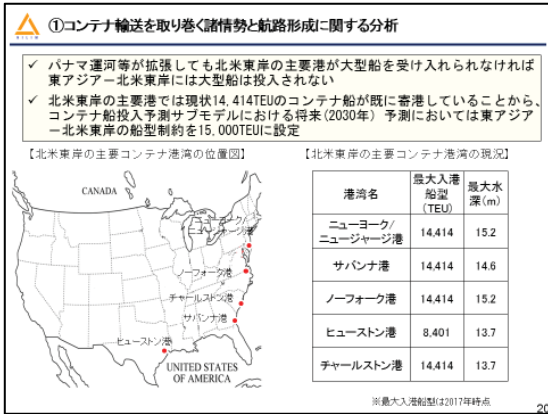 ①コンテナ輸送を取り巻く諸情勢と航路形成に関する分析
✓ パナマ運河等が拡張しても北米東岸の主要港が大型船を受け入れられなければ
東アジア－北米東岸には大型船は投入されない
✓ 北米東岸の主要港では現状14,414TEUのコンテナ船が既に寄港していることから、
コンテナ船投入予測サブモデルにおける将来(2030年) 予測においては東アジア
－北米東岸の船型制約を15,000TEUに設定
【北米東岸の主要コンテナ港湾の位置図】
CANADA
ニューヨーク/
ニュージャージ港
ノーフォーク港
チャールストン港
サバンナ港
ヒューストン港
UNITED STATES
OF AMERICA
【北米東岸の主要コンテナ港湾の現況】
港湾名 最大入港船型(TEU) 最大水深(m)
ニューヨーク/ニュージャージ港 14,414 15.2
サバンナ港 14,414 14.6
ノーフォーク港 14,414 15.2
ヒューストン港 8,401 13.7
チャールストン港 14,414 13.7
※最大入港船型は2017年時点
20